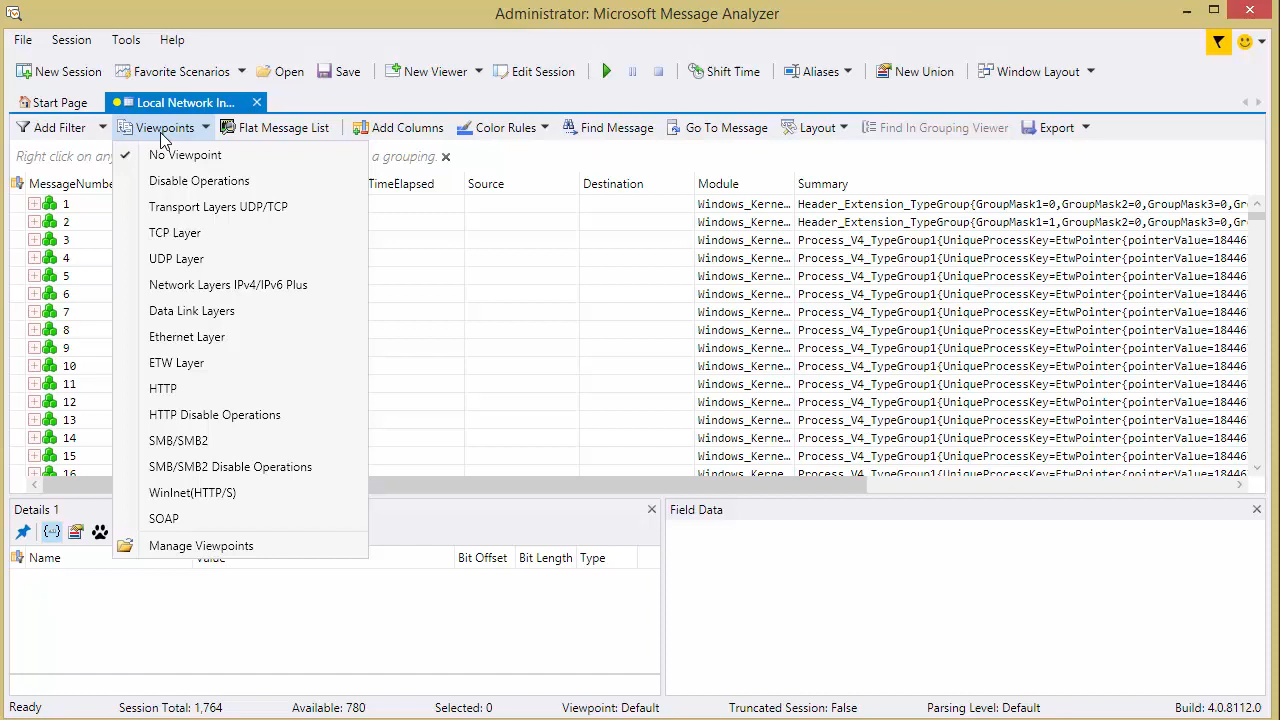 Administrator: Microsoft Message Analyzer
File Session Tools Help
New Session Favorite Scenarios Open Save New Viewer Edit Session Shift Time Aliases New Union Window Layout
Start Page Local Network In...
Add Filter Viewpoints Flat Message List Add Columns Color Rules Find Message Go To Message Layout Find In Grouping Viewer Export
Right click on any a grouping.
MessageNumbe TimeElapsed Source Destination Module Summary
No Viewpoint
Disable Operations
Transport Layers UDP/TCP
TCP Layer
UDP Layer
Network Layers IPv4/IPv6 Plus
Data Link Layers
Ethernet Layer
ETW Layer
HTTP
HTTP Disable Operations
SMB/SMB2
SMB/SMB2 Disable Operations
WinInet(HTTP/S)
SOAP
Manage Viewpoints
1 Windows_Kerne... Header_Extension_TypeGroup{GroupMask1=0,GroupMask2=0,GroupMask3=0,Gr
2 Windows_Kerne... Header_Extension_TypeGroup{GroupMask1=1,GroupMask2=0,GroupMask3=0,Gr
3 Windows_Kerne... Process_V4_TypeGroup1{UniqueProcessKey=EtwPointer{pointerValue=18446
4 Windows_Kerne... Process_V4_TypeGroup1{UniqueProcessKey=EtwPointer{pointerValue=18446
5 Windows_Kerne... Process_V4_TypeGroup1{UniqueProcessKey=EtwPointer{pointerValue=18446
6 Windows_Kerne... Process_V4_TypeGroup1{UniqueProcessKey=EtwPointer{pointerValue=18446
7 Windows_Kerne... Process_V4_TypeGroup1{UniqueProcessKey=EtwPointer{pointerValue=18446
8 Windows_Kerne... Process_V4_TypeGroup1{UniqueProcessKey=EtwPointer{pointerValue=18446
9 Windows_Kerne... Process_V4_TypeGroup1{UniqueProcessKey=EtwPointer{pointerValue=18446
10 Windows_Kerne... Process_V4_TypeGroup1{UniqueProcessKey=EtwPointer{pointerValue=18446
11 Windows_Kerne... Process_V4_TypeGroup1{UniqueProcessKey=EtwPointer{pointerValue=18446
12 Windows_Kerne... Process_V4_TypeGroup1{UniqueProcessKey=EtwPointer{pointerValue=18446
13 Windows_Kerne... Process_V4_TypeGroup1{UniqueProcessKey=EtwPointer{pointerValue=18446
14 Windows_Kerne... Process_V4_TypeGroup1{UniqueProcessKey=EtwPointer{pointerValue=18446
15 Windows_Kerne... Process_V4_TypeGroup1{UniqueProcessKey=EtwPointer{pointerValue=18446
16 Windows_Kerne... Process_V4_TypeGroup1{UniqueProcessKey=EtwPointer{pointerValue=18446
Details 1 Field Data
Name Value Bit Offset Bit Length Type
Ready Session Total: 1,764 Available: 780 Selected: 0 Viewpoint: Default Truncated Session: False Parsing Level: Default Build: 4.0.8112.0